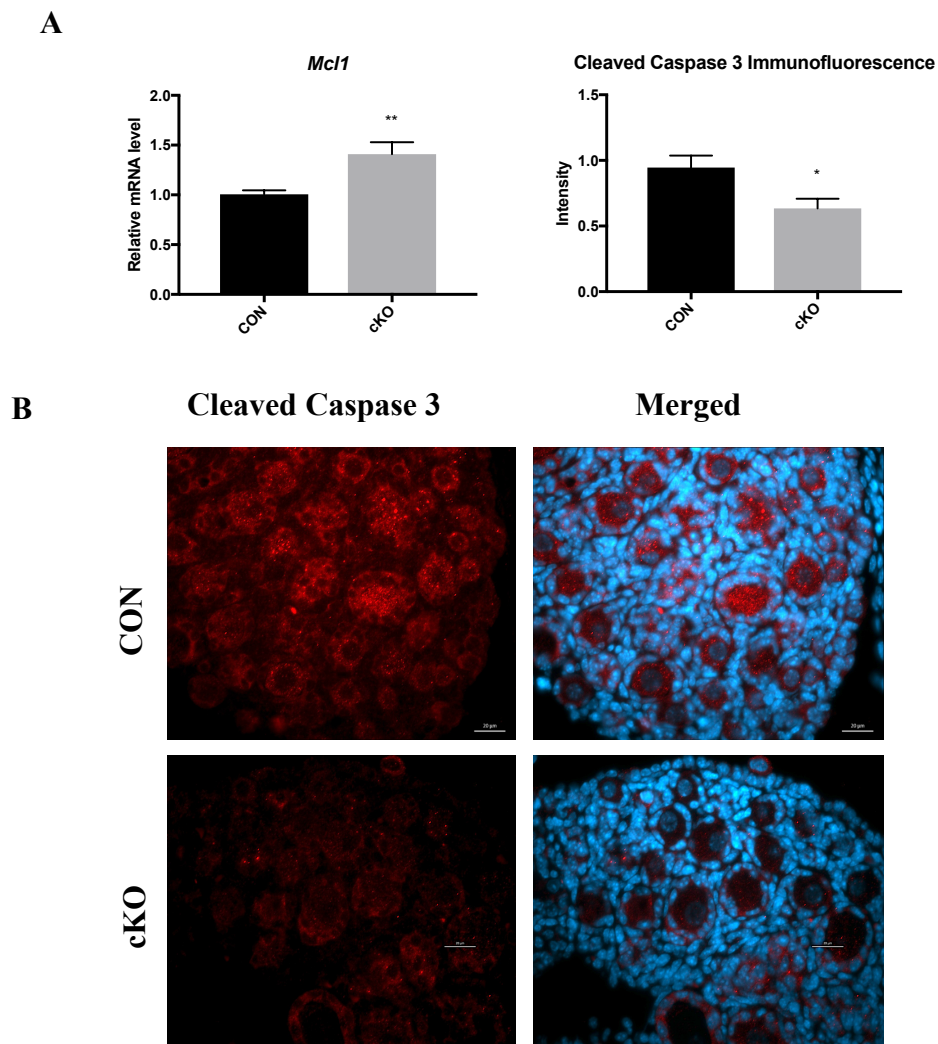 A
Mcl1
Cleaved Caspase 3 Immunofluorescence
Relative mRNA level
2.0
1.5
1.0
0.5
0.0
**
CON
cKO
Intensity
1.5
1.0
0.5
0.0
*
CON
cKO
B
Cleaved Caspase 3
Merged
CON
20 µm
20 µm
cKO